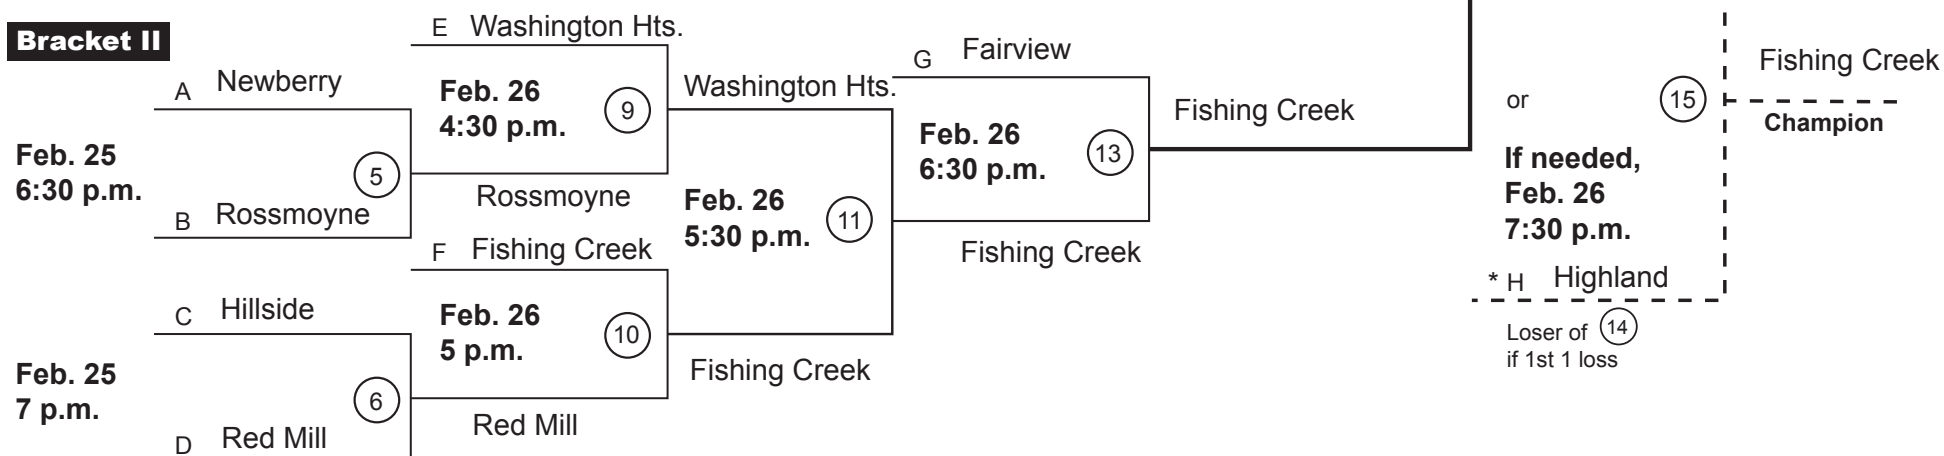 Bracket II
A Newberry
Feb. 25
6:30 p.m.
5
B Rossmoyne
C Hillside
Feb. 25
7 p.m.
6
D Red Mill
E Washington Hts.
Feb. 26
4:30 p.m.
9
Rossmoyne
F Fishing Creek
Feb. 26
5 p.m.
10
Red Mill
Washington Hts.
Feb. 26
5:30 p.m.
11
Fishing Creek
G Fairview
Feb. 26
6:30 p.m.
13
Fishing Creek
Fishing Creek
or
15
If needed,
Feb. 26
7:30 p.m.
* H Highland
Loser of 14
if 1st 1 loss
Fishing Creek
Champion